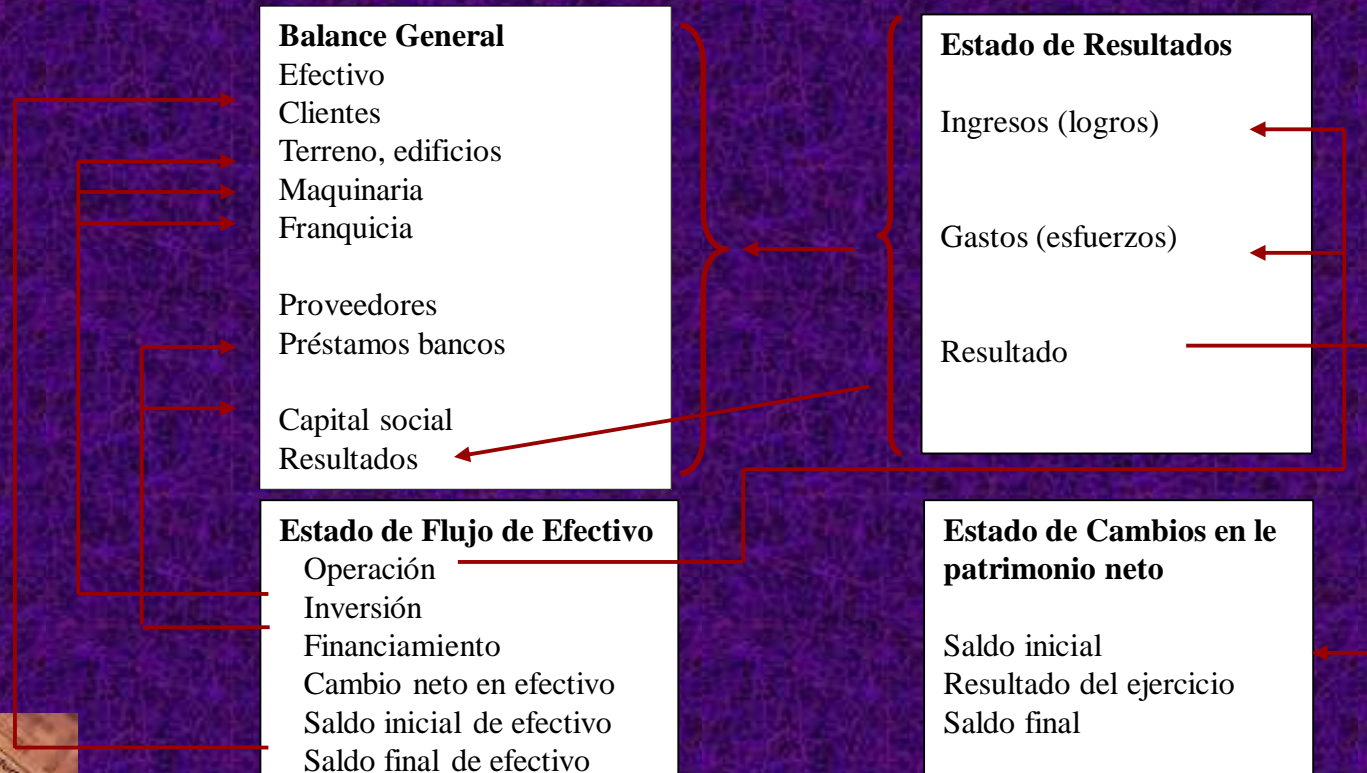 Balance General
Efectivo
Clientes
Terreno, edificios
Maquinaria
Franquicia
Proveedores
Préstamos bancos
Capital social
Resultados
Estado de Resultados
Ingresos (logros)
Gastos (esfuerzos)
Resultado
Estado de Flujo de Efectivo
Operación
Inversión
Financiamiento
Cambio neto en efectivo
Saldo inicial de efectivo
Saldo final de efectivo
Estado de Cambios en le
patrimonio neto
Saldo inicial
Resultado del ejercicio
Saldo final